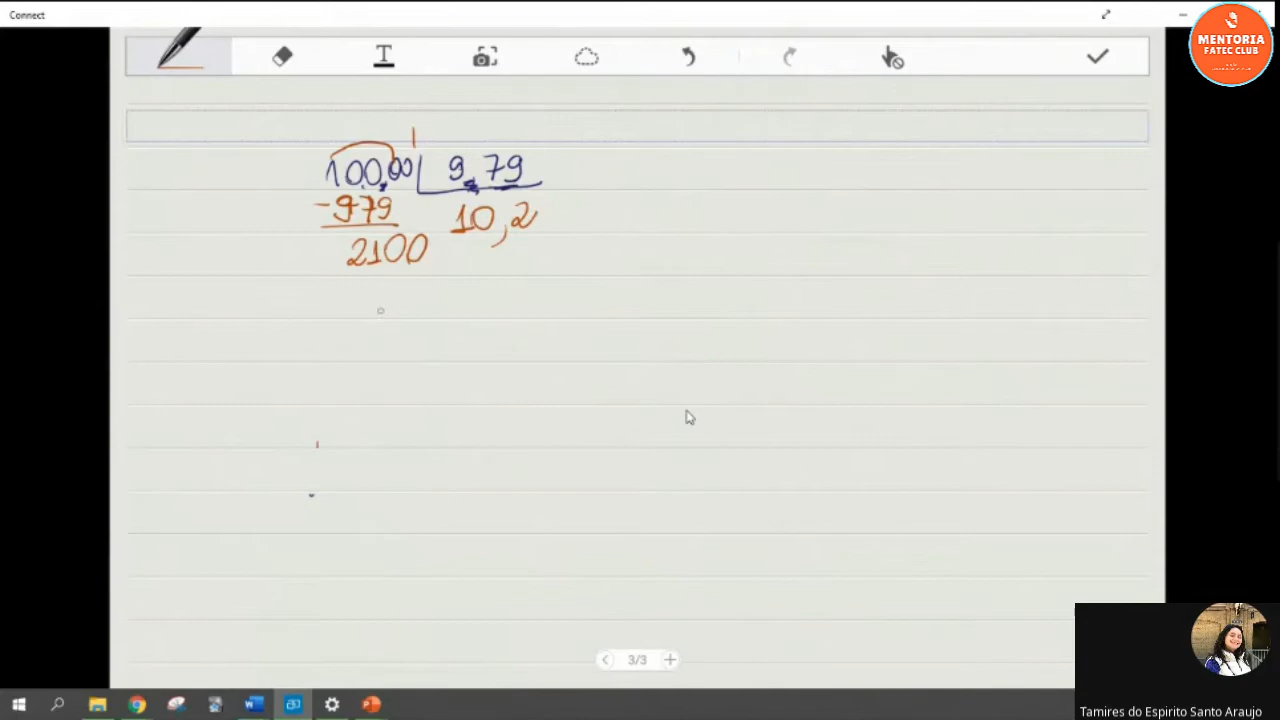 Connect
MENTORIA
FATEC CLUB
T
100,00 9,79
-979 10,2
2100
3/3
Tamires do Espirito Santo Araujo